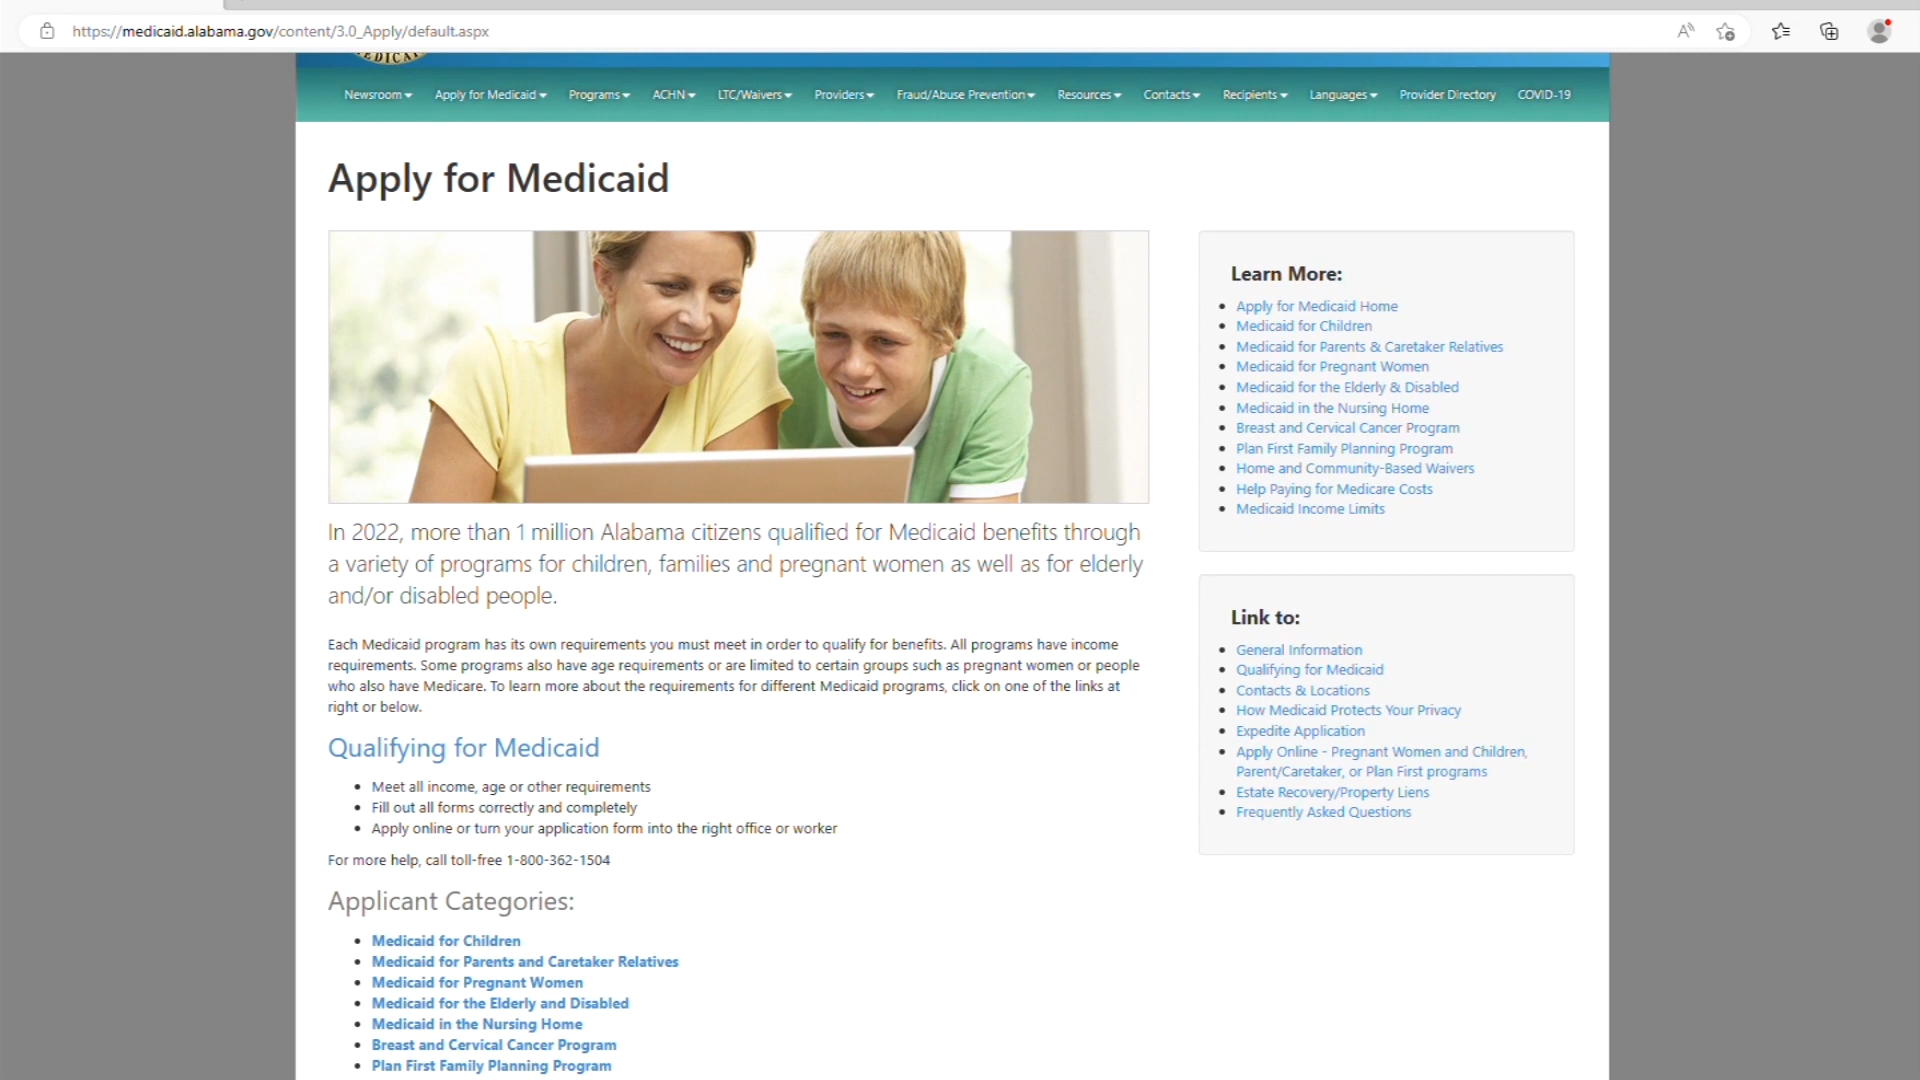 https://medicaid.alabama.gov/content/3.0_Apply/default.aspx
Newsroom Apply for Medicaid Programs ACHN LTC/Waivers Providers Fraud/Abuse Prevention Resources Contacts Recipients Languages Provider Directory COVID-19
Apply for Medicaid
In 2022, more than 1 million Alabama citizens qualified for Medicaid benefits through
a variety of programs for children, families and pregnant women as well as for elderly
and/or disabled people.
Each Medicaid program has its own requirements you must meet in order to qualify for benefits. All programs have income
requirements. Some programs also have age requirements or are limited to certain groups such as pregnant women or people
who also have Medicare. To learn more about the requirements for different Medicaid programs, click on one of the links at
right or below.
Qualifying for Medicaid
Meet all income, age or other requirements
Fill out all forms correctly and completely
Apply online or turn your application form into the right office or worker
For more help, call toll-free 1-800-362-1504
Applicant Categories:
Medicaid for Children
Medicaid for Parents and Caretaker Relatives
Medicaid for Pregnant Women
Medicaid for the Elderly and Disabled
Medicaid in the Nursing Home
Breast and Cervical Cancer Program
Plan First Family Planning Program
Learn More:
Apply for Medicaid Home
Medicaid for Children
Medicaid for Parents & Caretaker Relatives
Medicaid for Pregnant Women
Medicaid for the Elderly & Disabled
Medicaid in the Nursing Home
Breast and Cervical Cancer Program
Plan First Family Planning Program
Home and Community-Based Waivers
Help Paying for Medicare Costs
Medicaid Income Limits
Link to:
General Information
Qualifying for Medicaid
Contacts & Locations
How Medicaid Protects Your Privacy
Expedite Application
Apply Online - Pregnant Women and Children,
Parent/Caretaker, or Plan First programs
Estate Recovery/Property Liens
Frequently Asked Questions